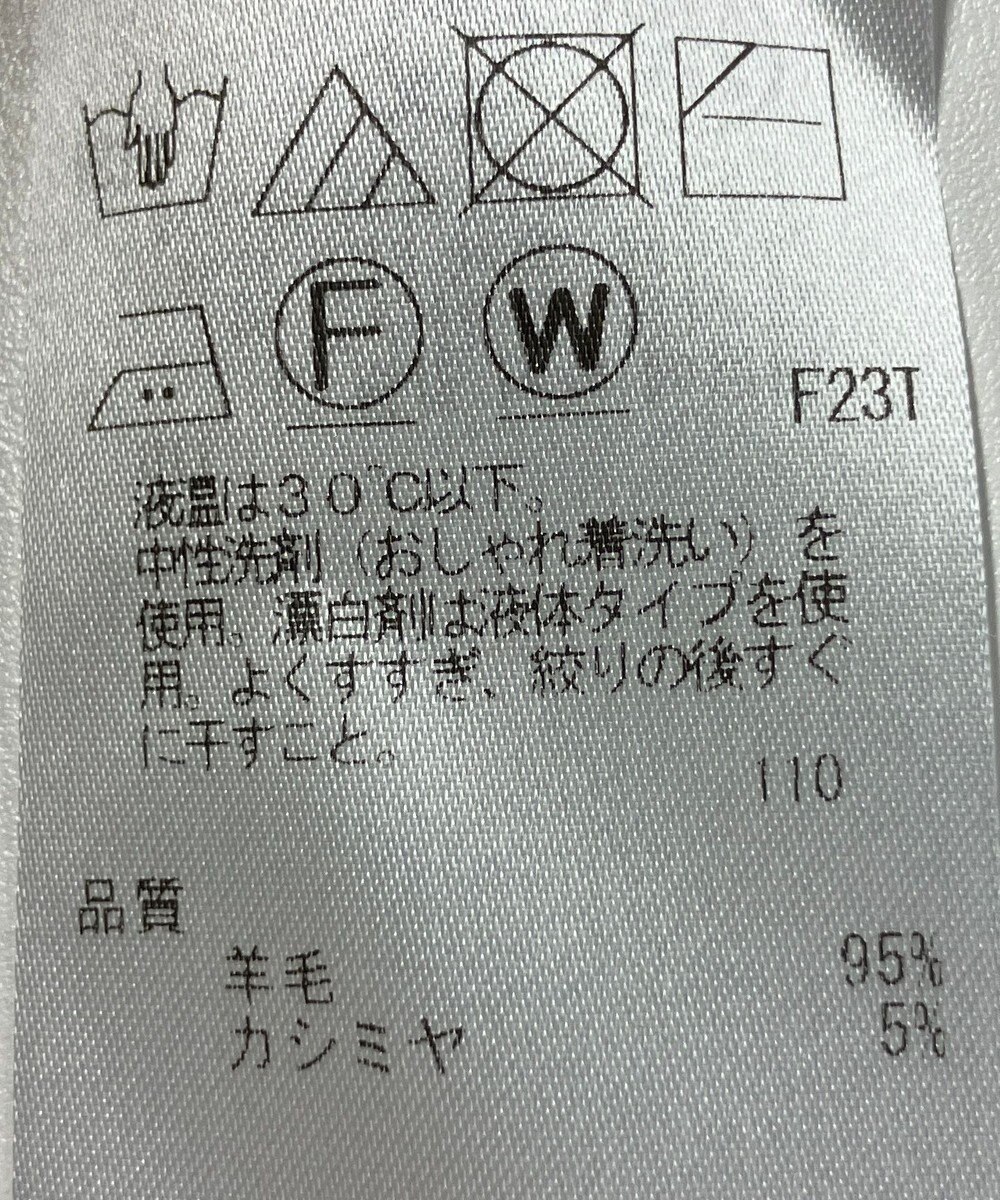 F
W
F23T
液温は30℃以下。
中性洗剤（おしゃれ着洗い）を
使用。漂白剤は液体タイプを使
用。よくすすぎ、絞りの後すぐ
に干すこと。
110
品質
羊毛 95%
カシミヤ 5%